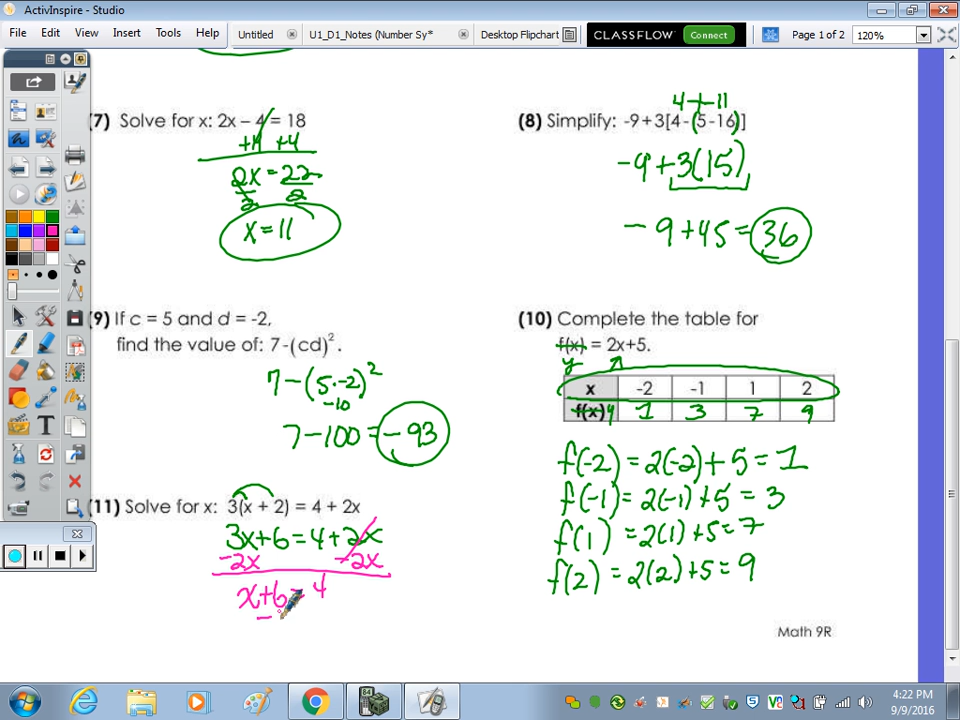 ActivInspire - Studio
File Edit View Insert Tools Help Untitled U1_D1_Notes (Number Sy* Desktop Flipchart CLASSFLOW Connect Page 1 of 2 120%
(7) Solve for x: 2x – 4 = 18
+4 +4
2x = 22
2 2
x = 11
(8) Simplify: -9 + 3[4 - (5 - 16)]
4 + 11
-9 + 3(15)
-9 + 45 = 36
(9) If c = 5 and d = -2,
find the value of: 7 - (cd)².
7 - (5·-2)²
-10
7 - 100 = -93
(10) Complete the table for
f(x) = 2x+5.
y
x -2 -1 1 2
f(x) y 1 3 7 9
f(-2) = 2(-2) + 5 = 1
f(-1) = 2(-1) + 5 = 3
f(1) = 2(1) + 5 = 7
f(2) = 2(2) + 5 = 9
(11) Solve for x: 3(x + 2) = 4 + 2x
3x + 6 = 4 + 2x
-2x -2x
x + 6 = 4
-
Math 9R
4:22 PM
9/9/2016